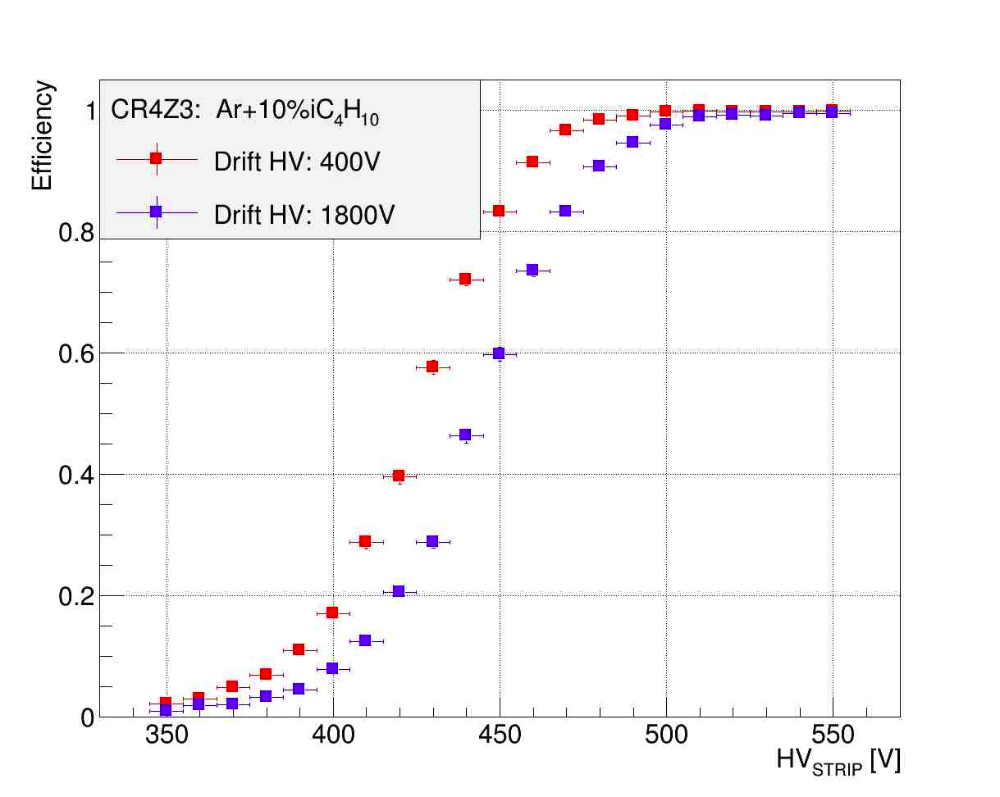 Efficiency
CR4Z3: Ar+10%iC₄H₁₀
Drift HV: 400V
Drift HV: 1800V
1
0.8
0.6
0.4
0.2
0
350 400 450 500 550
HV_STRIP [V]